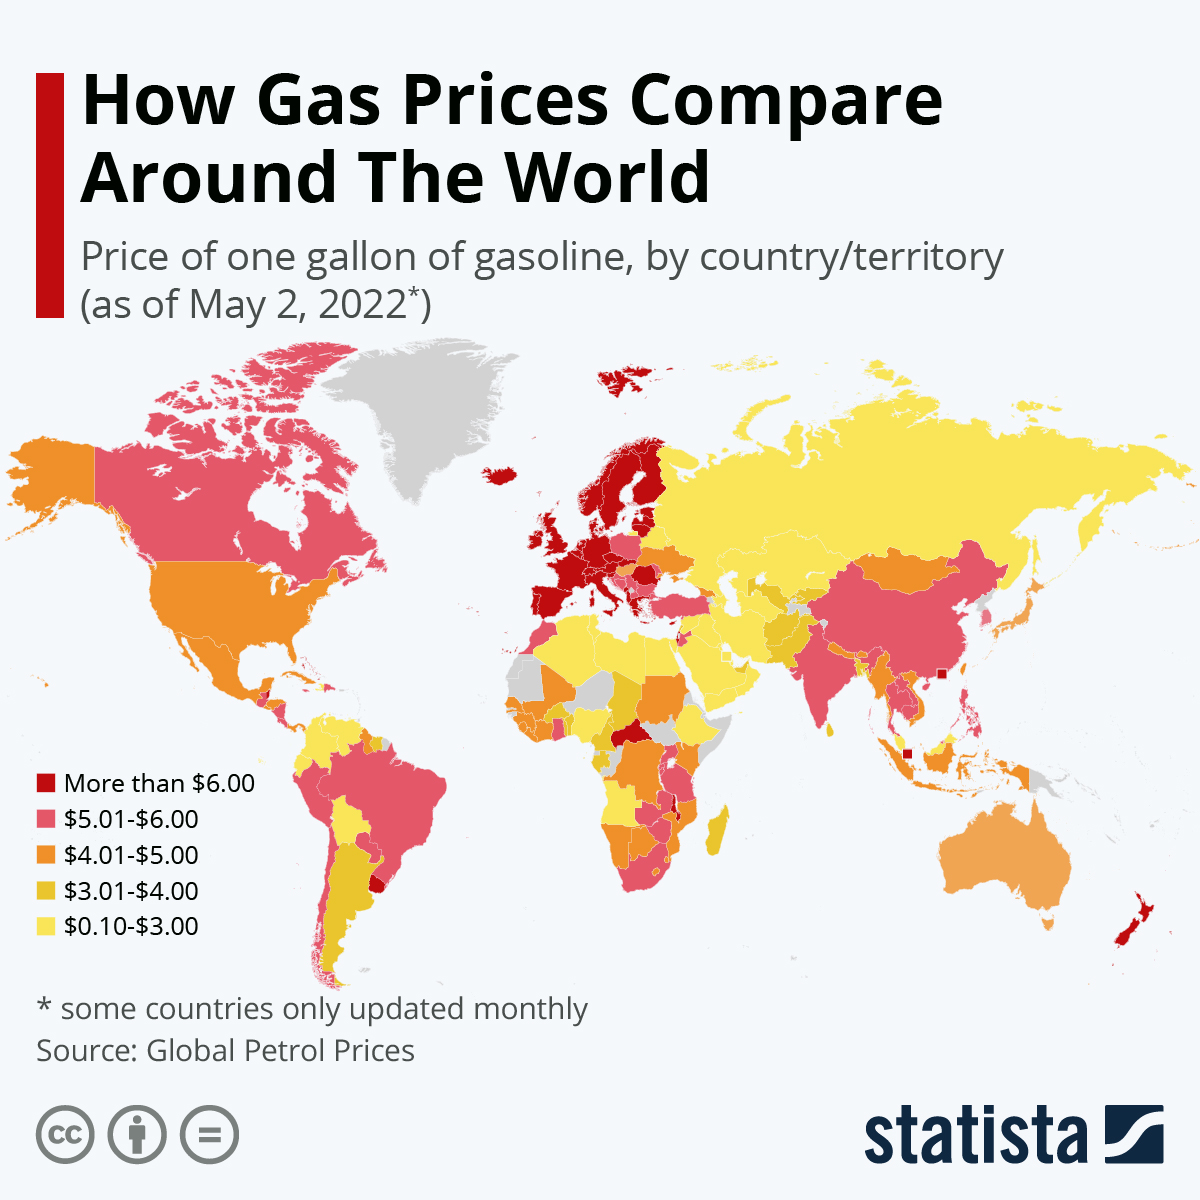 How Gas Prices Compare
Around The World
Price of one gallon of gasoline, by country/territory
(as of May 2, 2022*)
More than $6.00
$5.01-$6.00
$4.01-$5.00
$3.01-$4.00
$0.10-$3.00
* some countries only updated monthly
Source: Global Petrol Prices
cc
statista